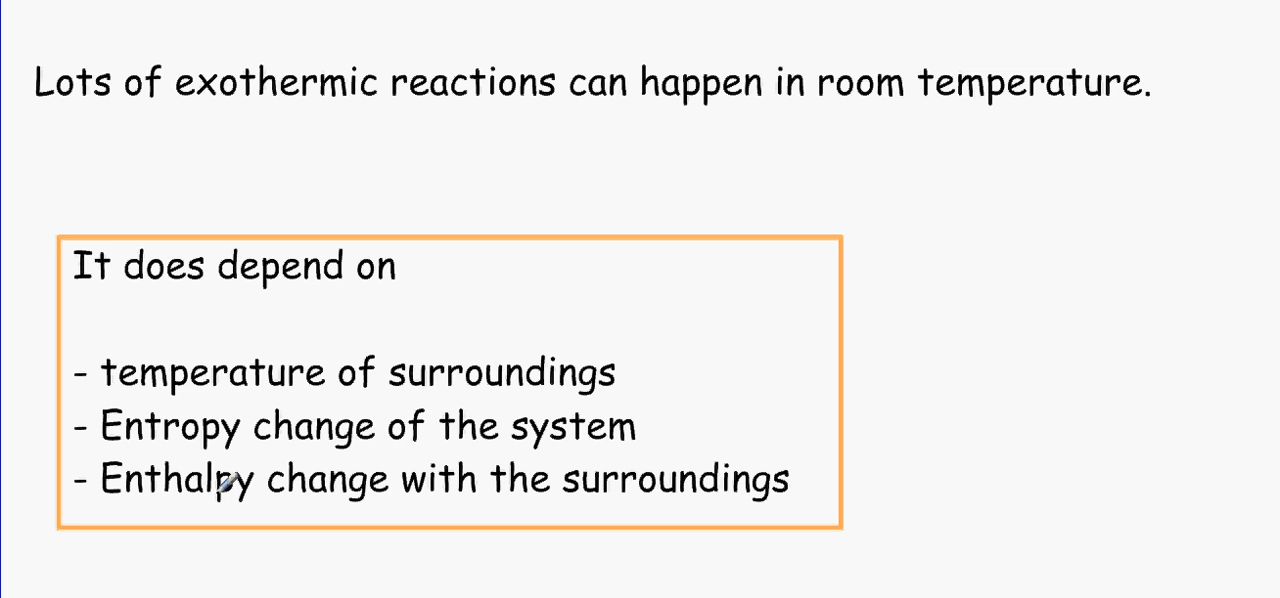 Lots of exothermic reactions can happen in room temperature.
It does depend on
- temperature of surroundings
- Entropy change of the system
- Enthalpy change with the surroundings